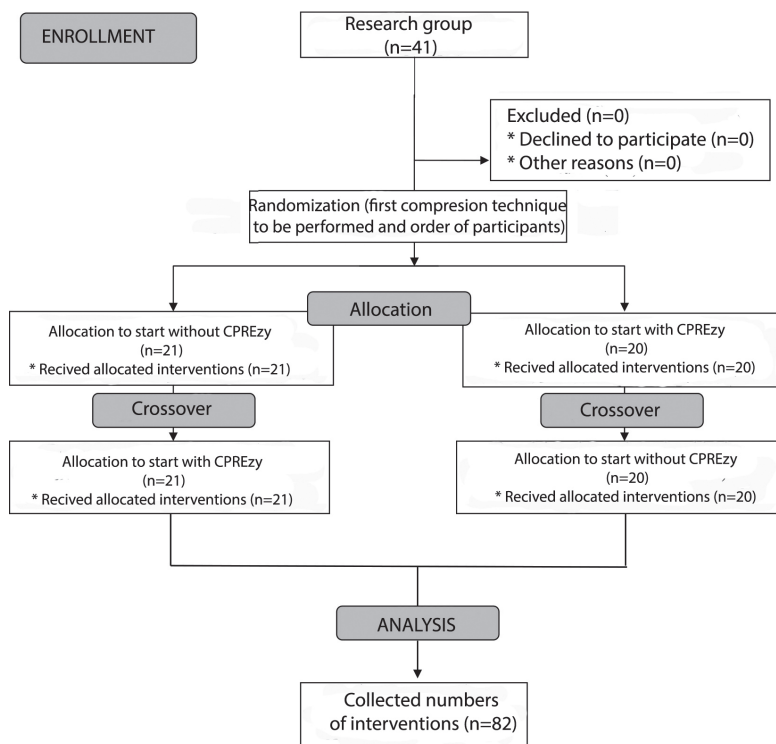 ENROLLMENT
Research group
(n=41)
Excluded (n=0)
* Declined to participate (n=0)
* Other reasons (n=0)
Randomization (first compresion technique
to be performed and order of participants)
Allocation
Allocation to start without CPREzy
(n=21)
* Recived allocated interventions (n=21)
Allocation to start with CPREzy
(n=20)
* Recived allocated interventions (n=20)
Crossover
Crossover
Allocation to start with CPREzy
(n=21)
* Recived allocated interventions (n=21)
Allocation to start without CPREzy
(n=20)
* Recived allocated interventions (n=20)
ANALYSIS
Collected numbers
of interventions (n=82)